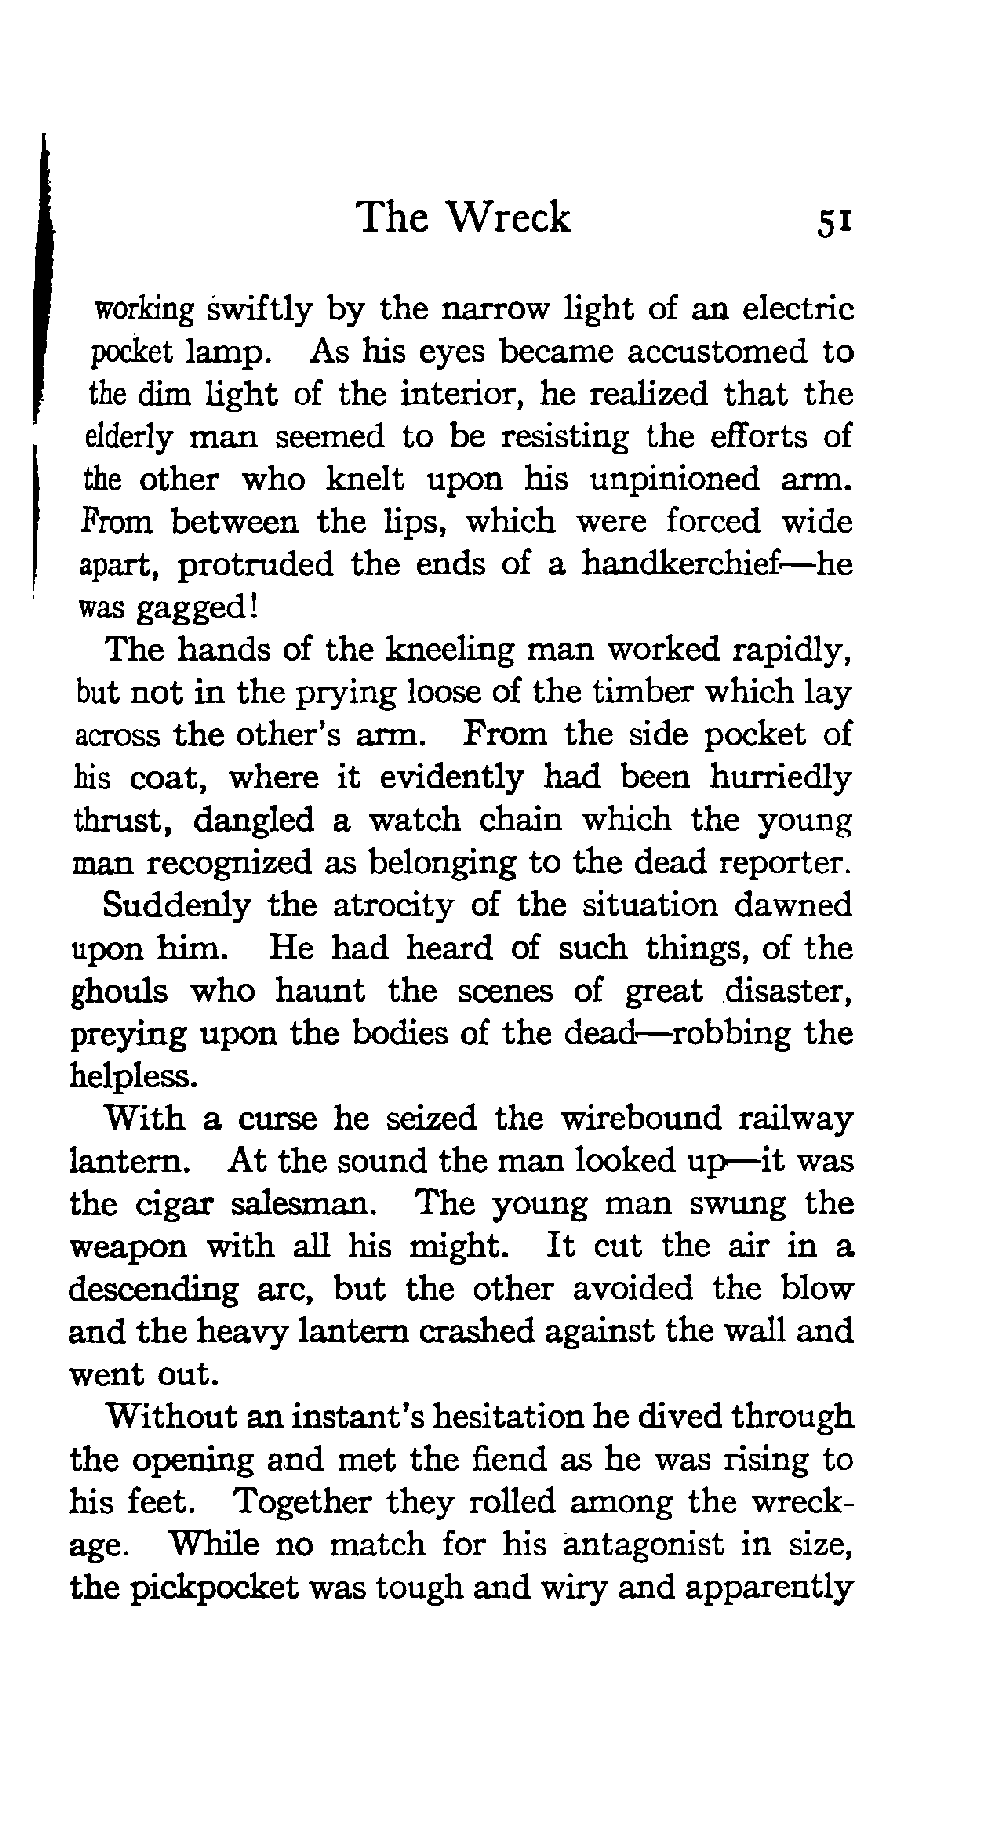 The Wreck 51
working swiftly by the narrow light of an electric
pocket lamp. As his eyes became accustomed to
the dim light of the interior, he realized that the
elderly man seemed to be resisting the efforts of
the other who knelt upon his unpinioned arm.
From between the lips, which were forced wide
apart, protruded the ends of a handkerchief—he
was gagged!
The hands of the kneeling man worked rapidly,
but not in the prying loose of the timber which lay
across the other's arm. From the side pocket of
his coat, where it evidently had been hurriedly
thrust, dangled a watch chain which the young
man recognized as belonging to the dead reporter.
Suddenly the atrocity of the situation dawned
upon him. He had heard of such things, of the
ghouls who haunt the scenes of great disaster,
preying upon the bodies of the dead—robbing the
helpless.
With a curse he seized the wirebound railway
lantern. At the sound the man looked up—it was
the cigar salesman. The young man swung the
weapon with all his might. It cut the air in a
descending arc, but the other avoided the blow
and the heavy lantern crashed against the wall and
went out.
Without an instant's hesitation he dived through
the opening and met the fiend as he was rising to
his feet. Together they rolled among the wreck-
age. While no match for his antagonist in size,
the pickpocket was tough and wiry and apparently